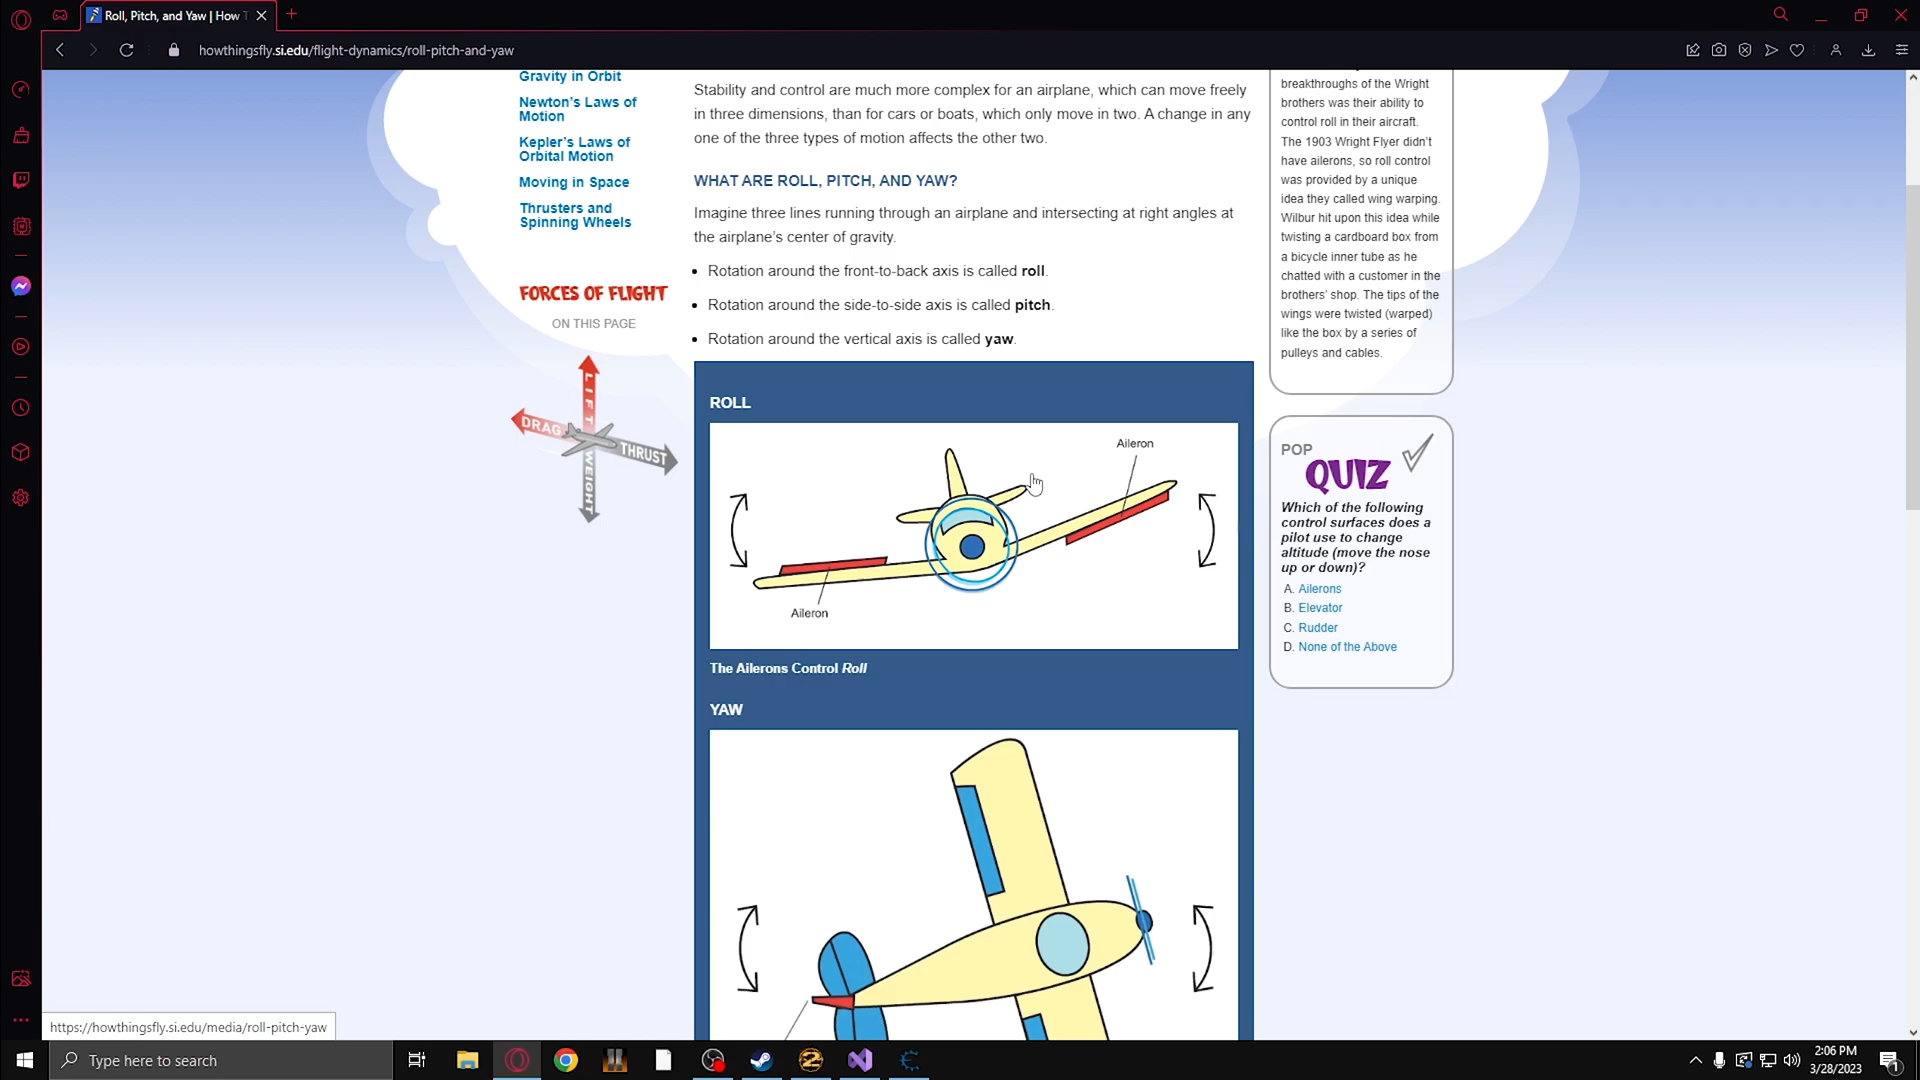 Roll, Pitch, and Yaw | How T
howthingsfly.si.edu/flight-dynamics/roll-pitch-and-yaw
Gravity in Orbit
Newton’s Laws of
Motion
Kepler’s Laws of
Orbital Motion
Moving in Space
Thrusters and
Spinning Wheels
FORCES OF FLIGHT
ON THIS PAGE
LIFT
DRAG
THRUST
WEIGHT
Stability and control are much more complex for an airplane, which can move freely
in three dimensions, than for cars or boats, which only move in two. A change in any
one of the three types of motion affects the other two.
WHAT ARE ROLL, PITCH, AND YAW?
Imagine three lines running through an airplane and intersecting at right angles at
the airplane’s center of gravity.
• Rotation around the front-to-back axis is called roll.
• Rotation around the side-to-side axis is called pitch.
• Rotation around the vertical axis is called yaw.
ROLL
Aileron
Aileron
The Ailerons Control Roll
YAW
breakthroughs of the Wright
brothers was their ability to
control roll in their aircraft.
The 1903 Wright Flyer didn’t
have ailerons, so roll control
was provided by a unique
idea they called wing warping.
Wilbur hit upon this idea while
twisting a cardboard box from
a bicycle inner tube as he
chatted with a customer in the
brothers’ shop. The tips of the
wings were twisted (warped)
like the box by a series of
pulleys and cables.
POP
QUIZ
Which of the following
control surfaces does a
pilot use to change
altitude (move the nose
up or down)?
A. Ailerons
B. Elevator
C. Rudder
D. None of the Above
https://howthingsfly.si.edu/media/roll-pitch-yaw
Type here to search
2:06 PM
3/28/2023
1